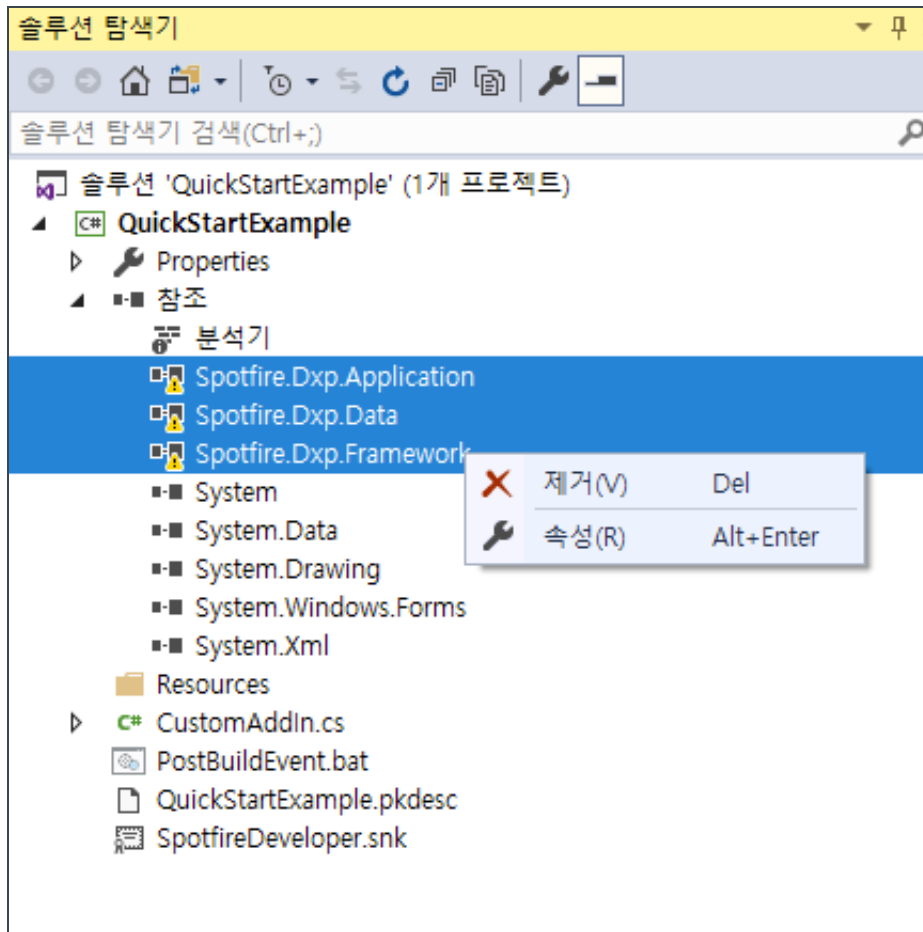 솔루션 탐색기
솔루션 탐색기 검색(Ctrl+;)
솔루션 'QuickStartExample' (1개 프로젝트)
C# QuickStartExample
Properties
참조
분석기
Spotfire.Dxp.Application
Spotfire.Dxp.Data
Spotfire.Dxp.Framework
제거(V) Del
속성(R) Alt+Enter
System
System.Data
System.Drawing
System.Windows.Forms
System.Xml
Resources
C# CustomAddIn.cs
PostBuildEvent.bat
QuickStartExample.pkdesc
SpotfireDeveloper.snk